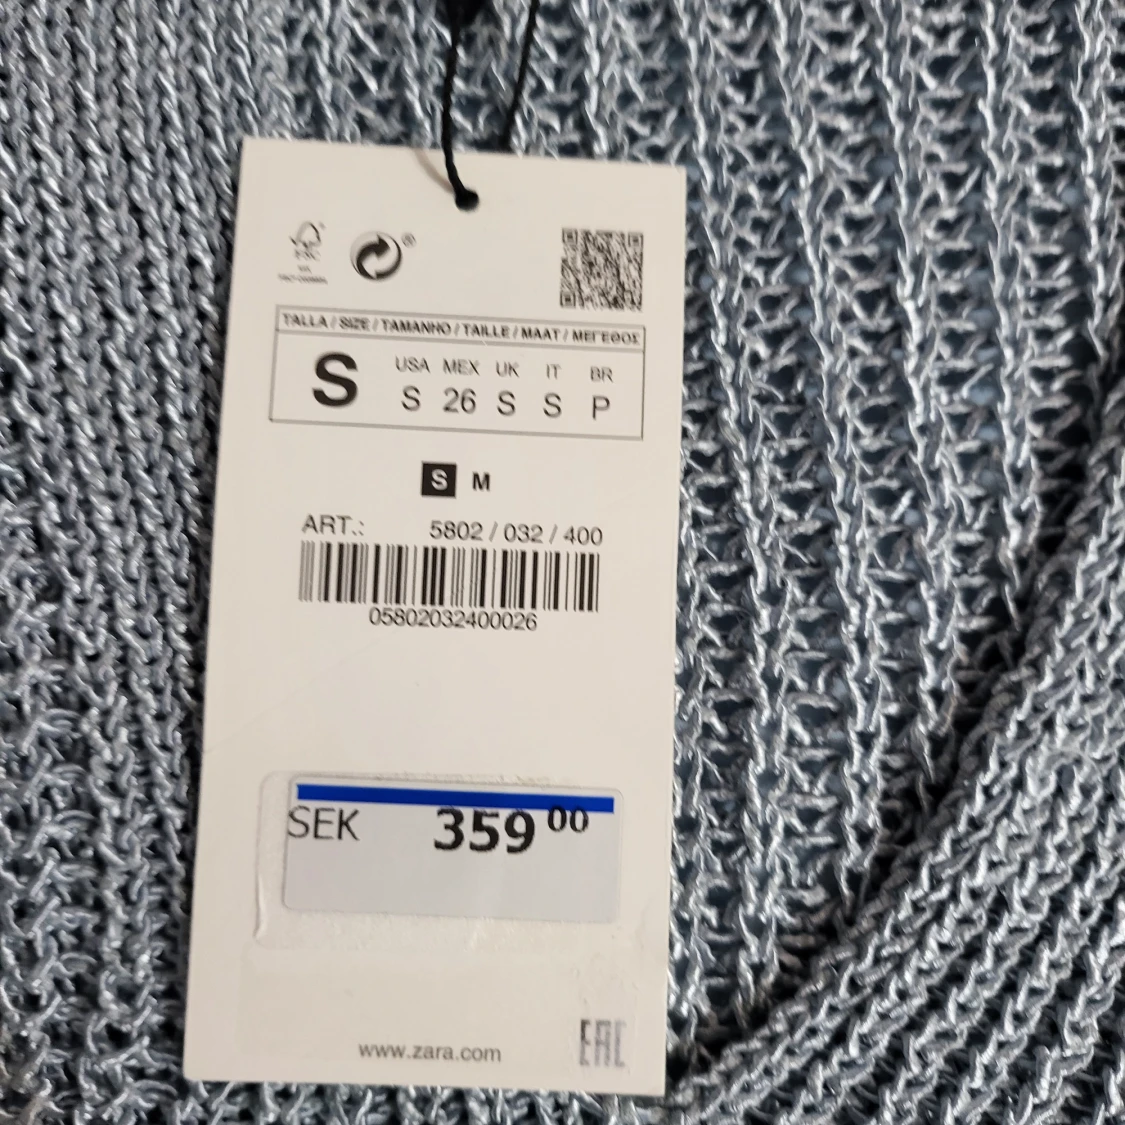 FSC
TALLA / SIZE / TAMANHO / TAILLE / MAAT / ΜΕΓΕΘΟΣ
S
USA MEX UK IT BR
S 26 S S P
S M
ART.: 5802 / 032 / 400
05802032400026
SEK 359 00
www.zara.com
EAC